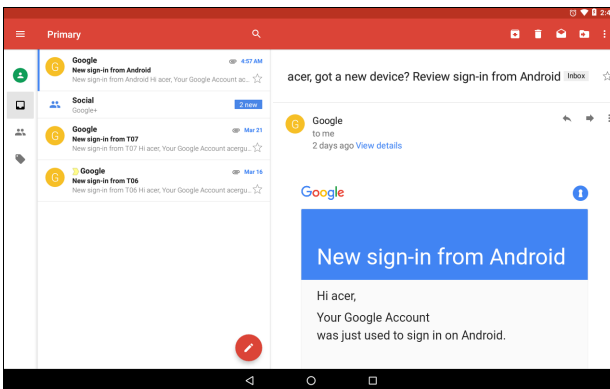 2:4
Primary
Google
4:57 AM
New sign-in from Android
New sign-in from Android Hi acer, Your Google Account ac...
Social
2 new
Google+
Google
Mar 21
New sign-in from T07
New sign-in from T07 Hi acer, Your Google Account acergu...
Google
Mar 16
New sign-in from T06
New sign-in from T06 Hi acer, Your Google Account acergu...
acer, got a new device? Review sign-in from Android Inbox
G Google
to me
2 days ago View details
Google
New sign-in from Android
Hi acer,
Your Google Account
was just used to sign in on Android.